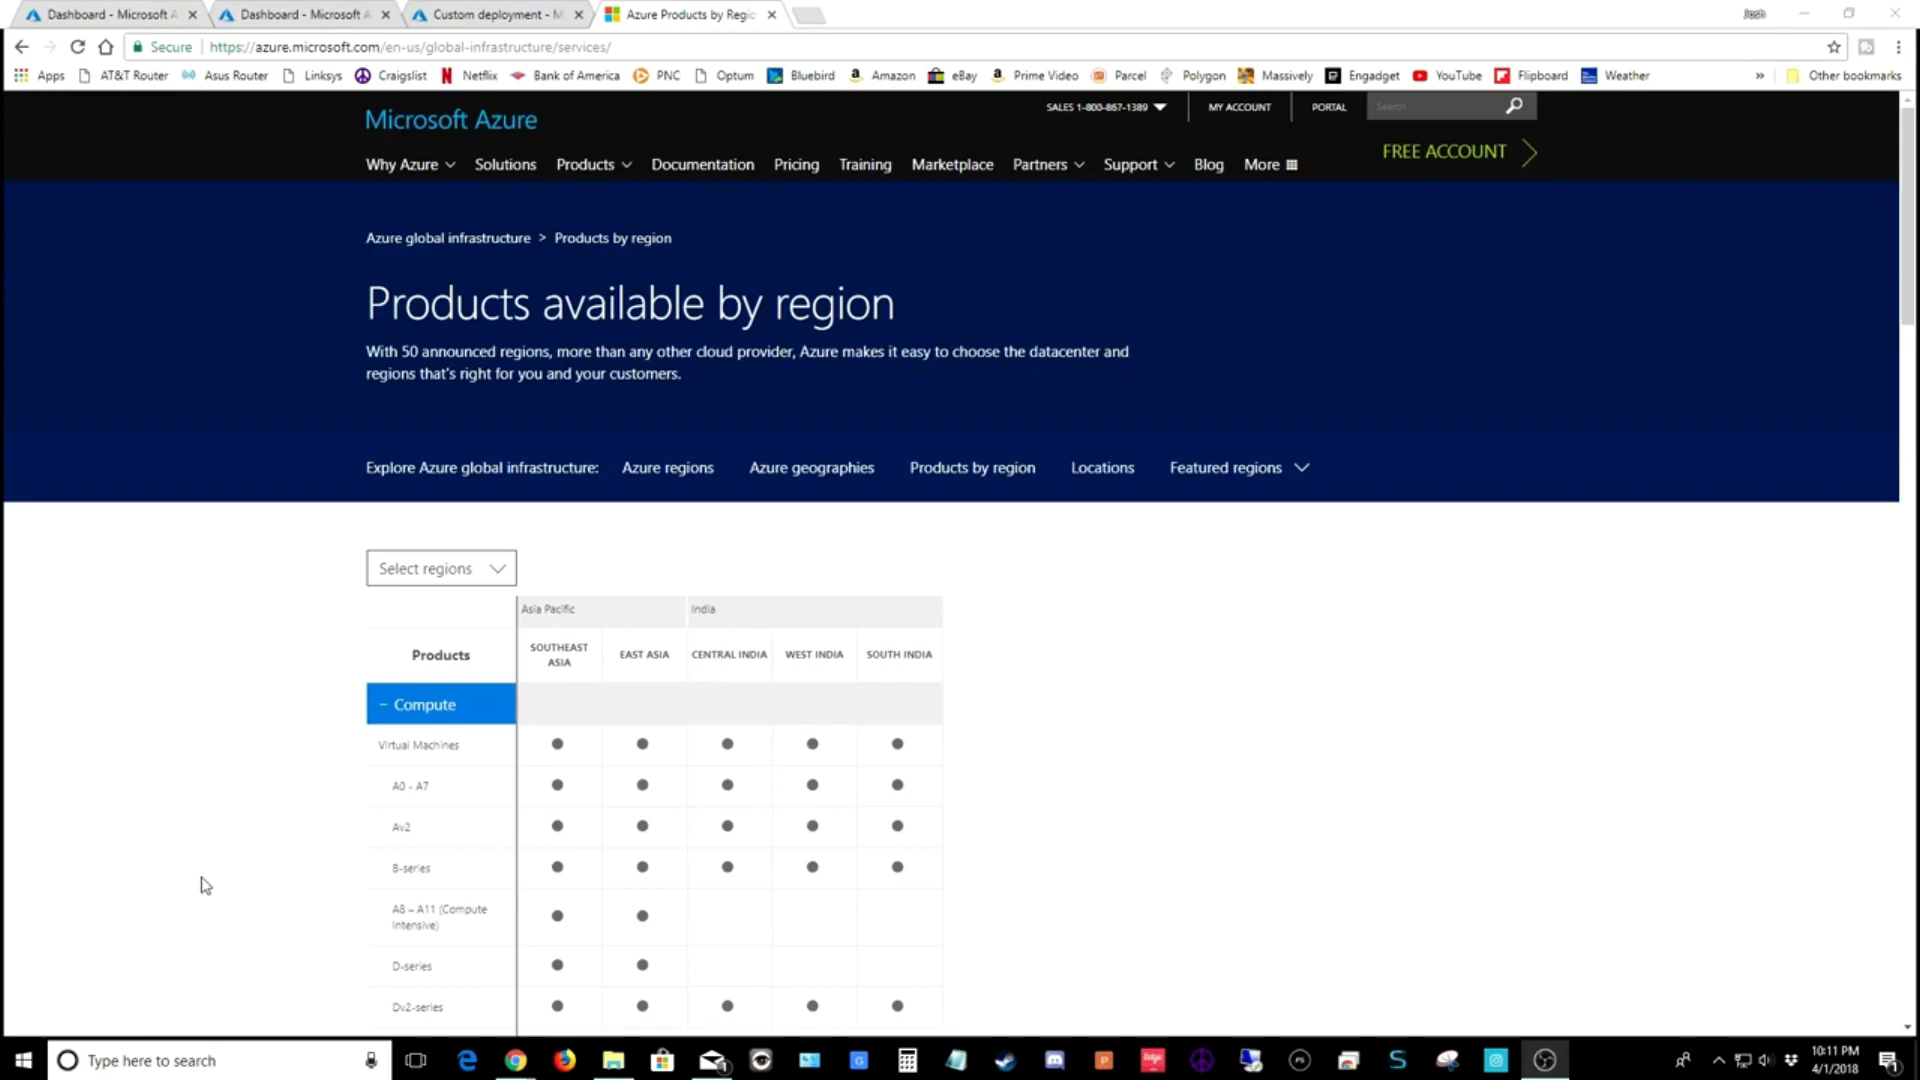 Dashboard - Microsoft A
Dashboard - Microsoft A
Custom deployment - M
Azure Products by Regio
Josh
Secure
https://azure.microsoft.com/en-us/global-infrastructure/services/
Apps
AT&T Router
Asus Router
Linksys
Craigslist
Netflix
Bank of America
PNC
Optum
Bluebird
Amazon
eBay
Prime Video
Parcel
Polygon
Massively
Engadget
YouTube
Flipboard
Weather
»
Other bookmarks
Microsoft Azure
SALES 1-800-867-1389
MY ACCOUNT
PORTAL
Search
Why Azure
Solutions
Products
Documentation
Pricing
Training
Marketplace
Partners
Support
Blog
More
FREE ACCOUNT
Azure global infrastructure > Products by region
Products available by region
With 50 announced regions, more than any other cloud provider, Azure makes it easy to choose the datacenter and
regions that's right for you and your customers.
Explore Azure global infrastructure:
Azure regions
Azure geographies
Products by region
Locations
Featured regions
Select regions
Asia Pacific
India
Products
SOUTHEAST
ASIA
EAST ASIA
CENTRAL INDIA
WEST INDIA
SOUTH INDIA
− Compute
Virtual Machines
A0 - A7
Av2
B-series
A8 – A11 (Compute
Intensive)
D-series
Dv2-series
Type here to search
10:11 PM
4/1/2018